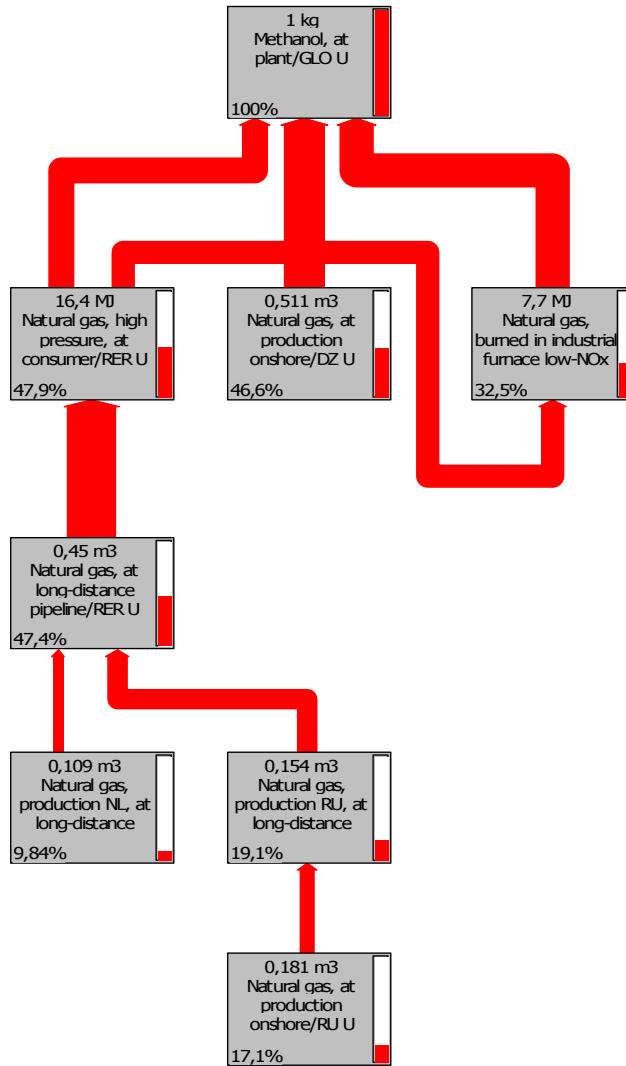 1 kg
Methanol, at
plant/GLO U
100%
16,4 MJ
Natural gas, high
pressure, at
consumer/RER U
47,9%
0,511 m3
Natural gas, at
production
onshore/DZ U
46,6%
7,7 MJ
Natural gas,
burned in industrial
furnace low-NOx
32,5%
0,45 m3
Natural gas, at
long-distance
pipeline/RER U
47,4%
0,109 m3
Natural gas,
production NL, at
long-distance
9,84%
0,154 m3
Natural gas,
production RU, at
long-distance
19,1%
0,181 m3
Natural gas, at
production
onshore/RU U
17,1%